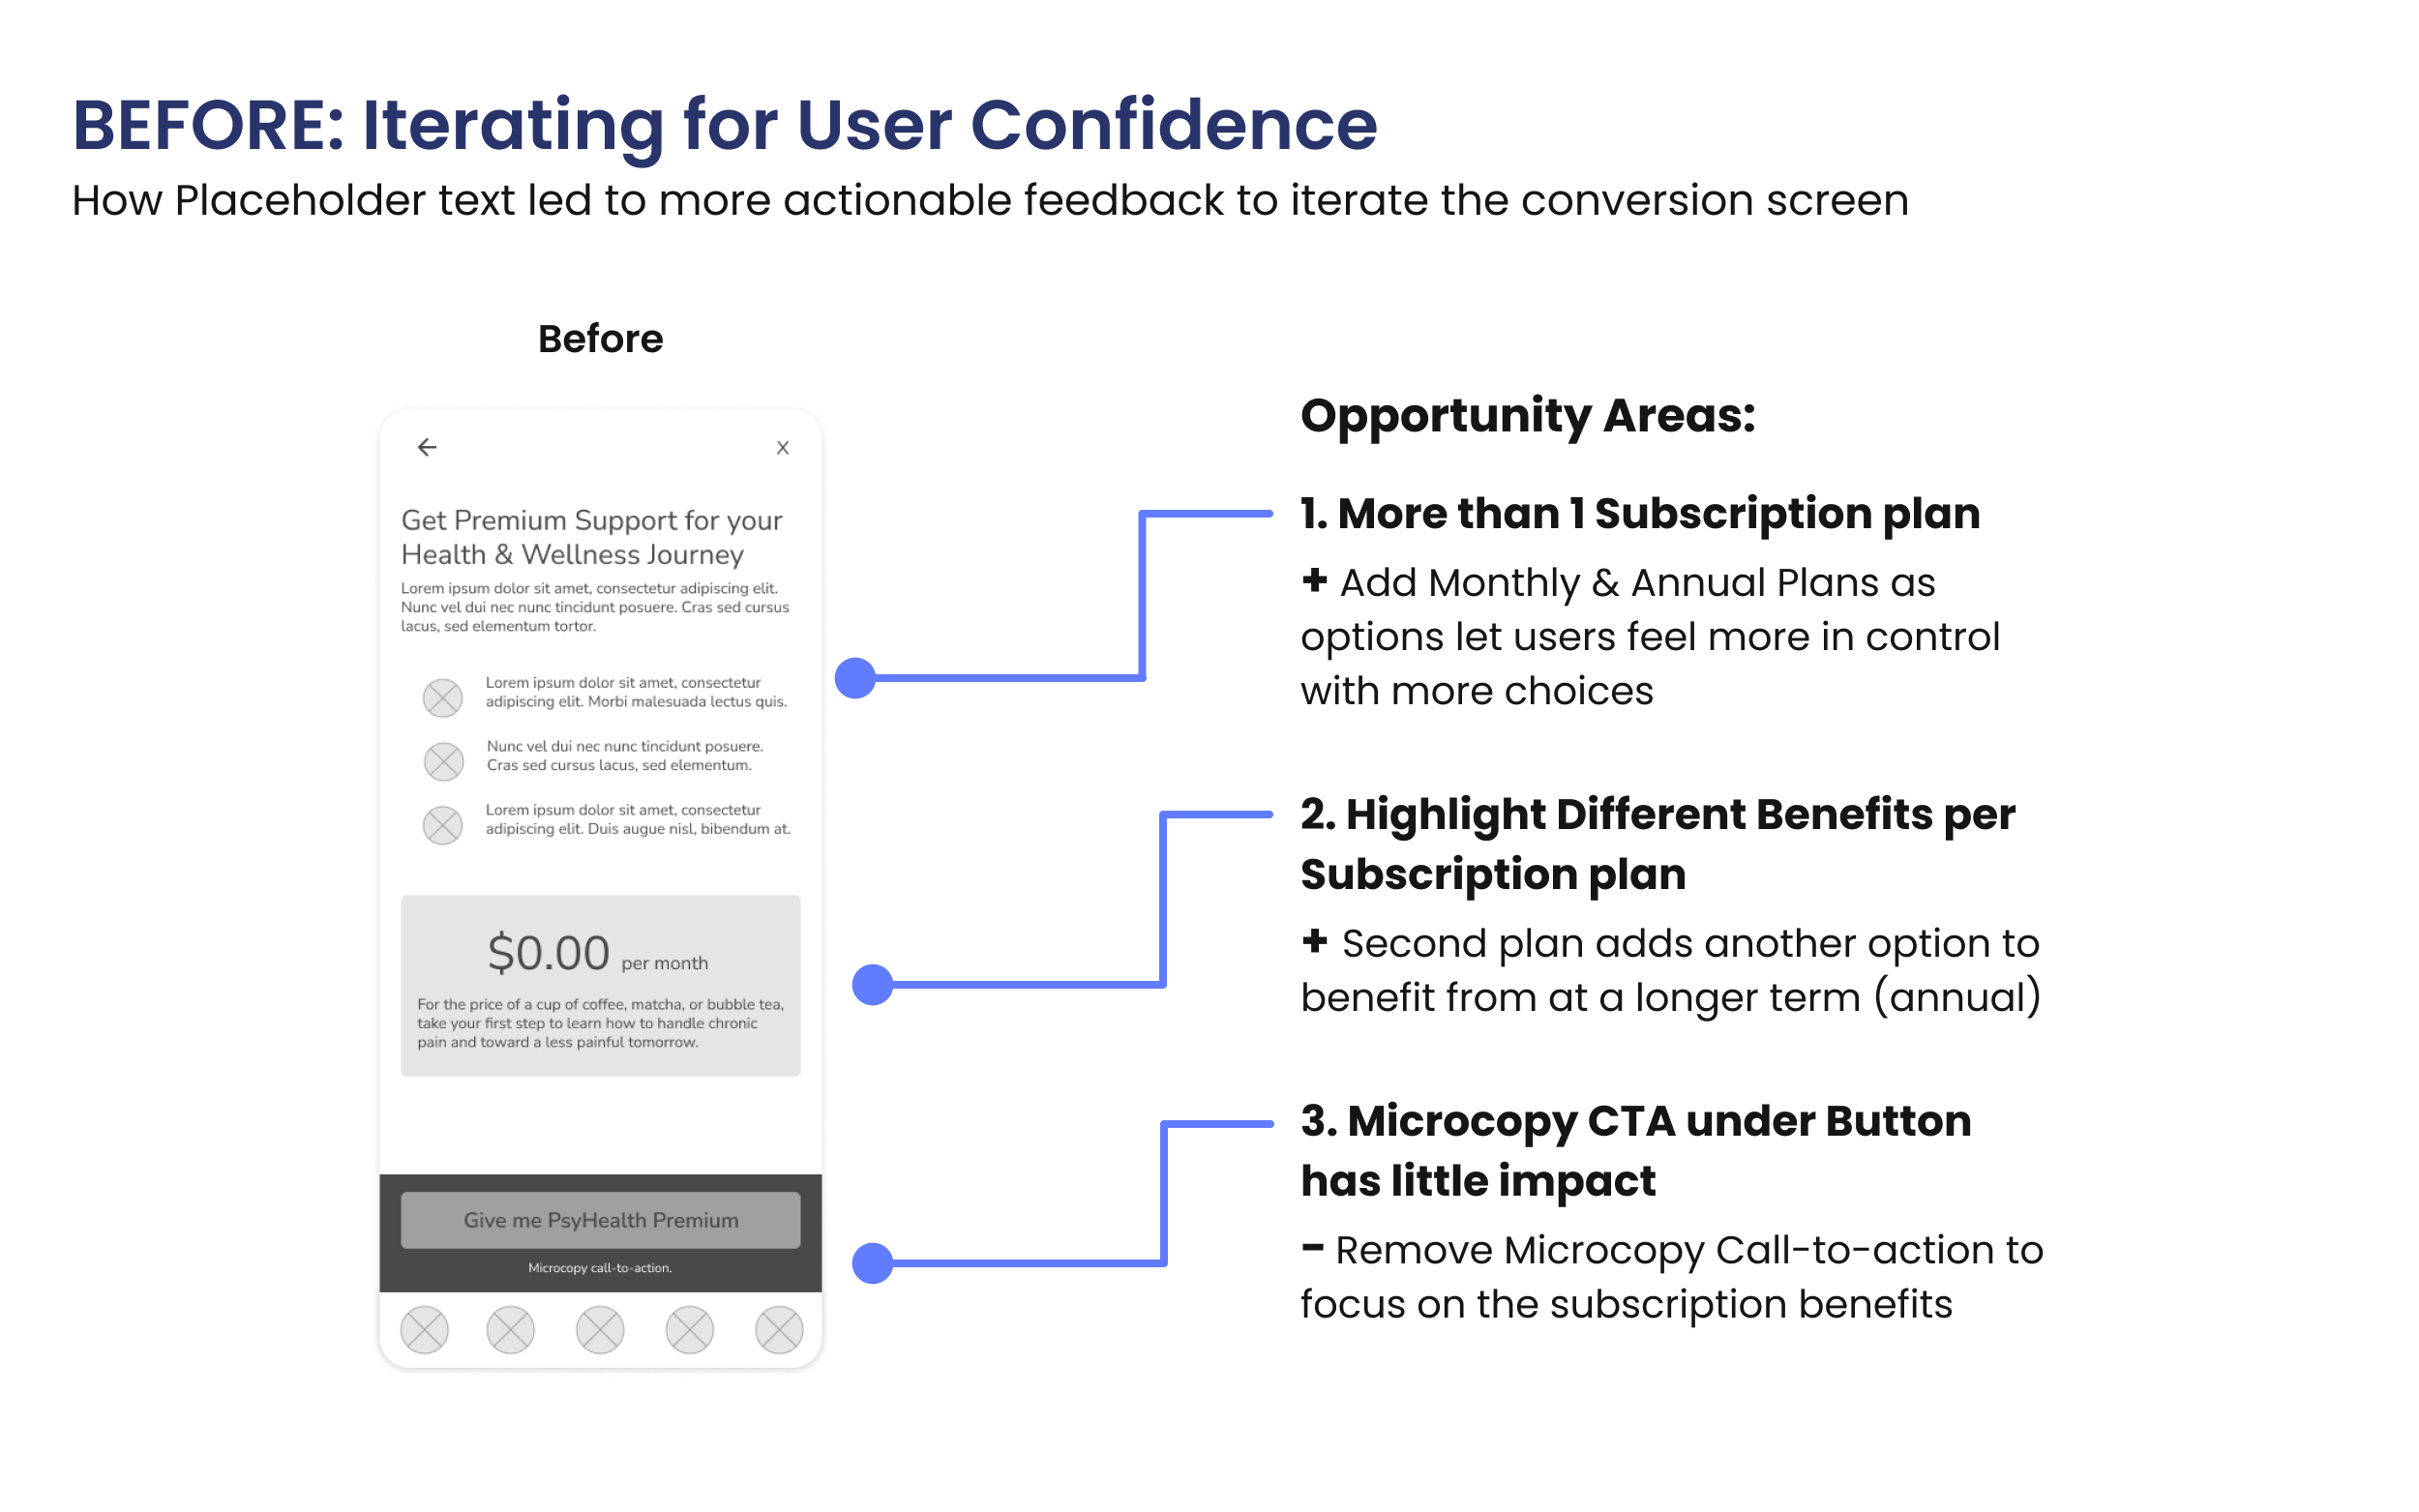 BEFORE: Iterating for User Confidence
How Placeholder text led to more actionable feedback to iterate the conversion screen
Before
X
Get Premium Support for your
Health & Wellness Journey
Lorem ipsum dolor sit amet, consectetur adipiscing elit.
Nunc vel dui nec nunc tincidunt posuere. Cras sed cursus
lacus, sed elementum tortor.
Lorem ipsum dolor sit amet, consectetur
adipiscing elit. Morbi malesuada lectus quis.
Nunc vel dui nec nunc tincidunt posuere.
Cras sed cursus lacus, sed elementum.
Lorem ipsum dolor sit amet, consectetur
adipiscing elit. Duis augue nisl, bibendum at.
$0.00 per month
For the price of a cup of coffee, matcha, or bubble tea,
take your first step to learn how to handle chronic
pain and toward a less painful tomorrow.
Give me PsyHealth Premium
Microcopy call-to-action.
Opportunity Areas:
1. More than 1 Subscription plan
+ Add Monthly & Annual Plans as
options let users feel more in control
with more choices
2. Highlight Different Benefits per
Subscription plan
+ Second plan adds another option to
benefit from at a longer term (annual)
3. Microcopy CTA under Button
has little impact
- Remove Microcopy Call-to-action to
focus on the subscription benefits